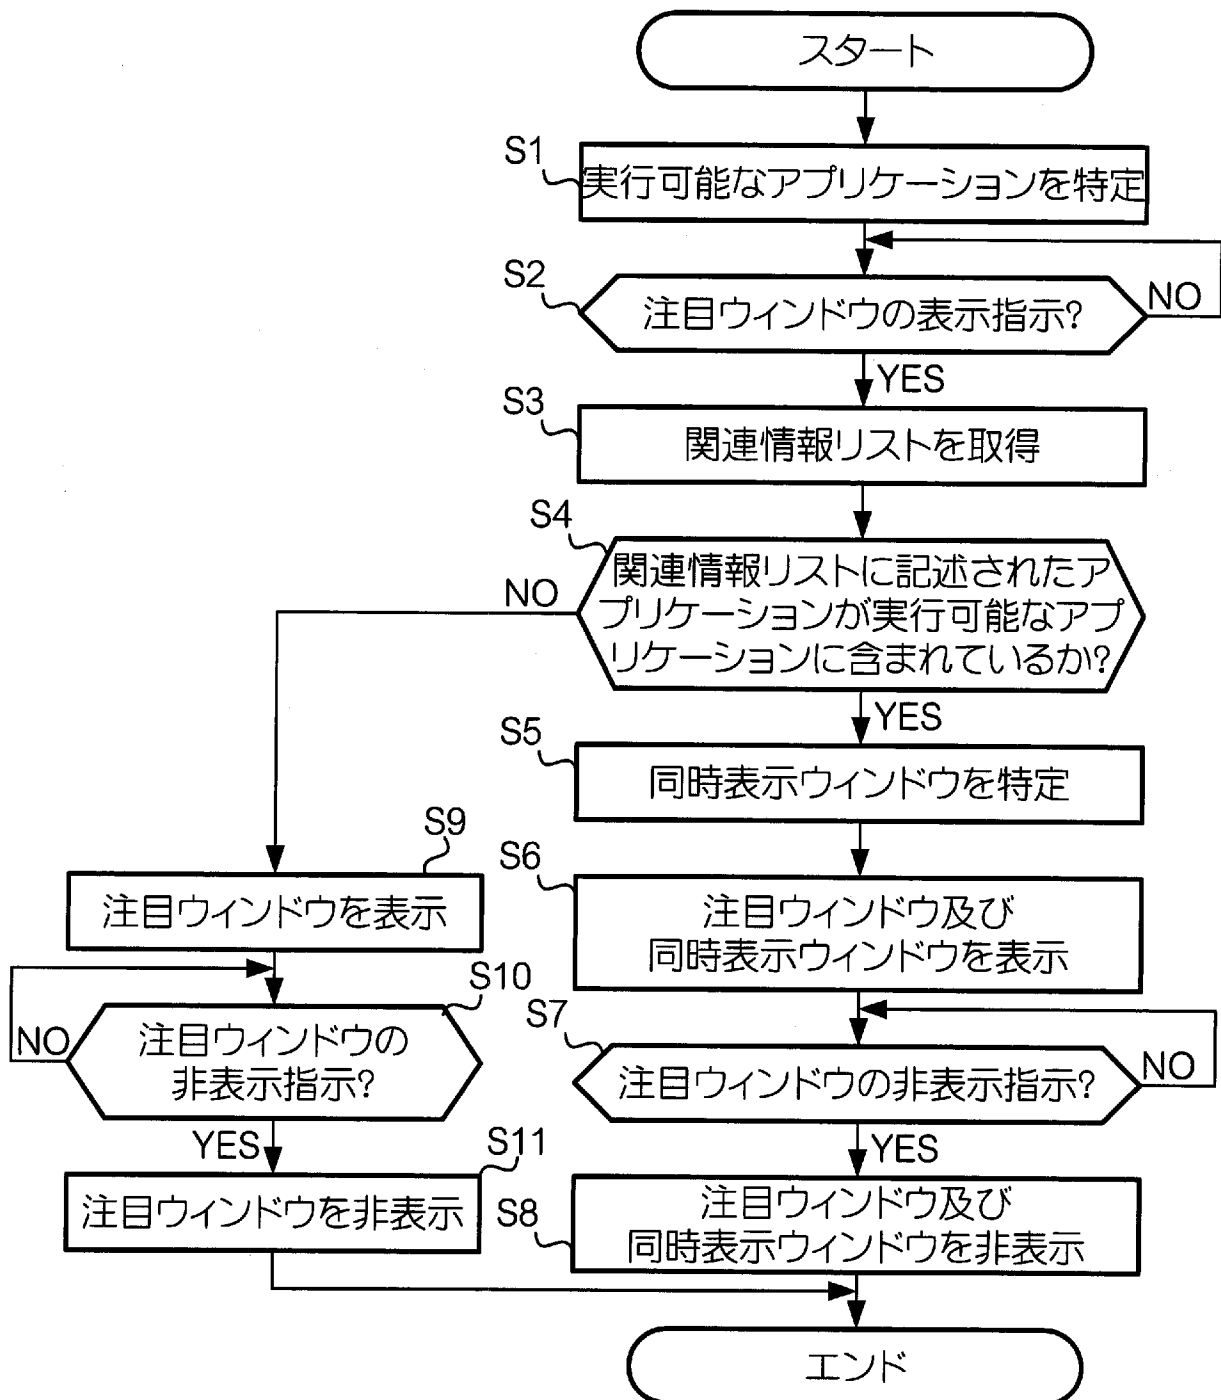 スタート
S1
実行可能なアプリケーションを特定
S2
注目ウィンドウの表示指示?
NO
YES
S3
関連情報リストを取得
S4
関連情報リストに記述されたア
プリケーションが実行可能なアプ
リケーションに含まれているか?
NO
YES
S5
同時表示ウィンドウを特定
S9
注目ウィンドウを表示
S6
注目ウィンドウ及び
同時表示ウィンドウを表示
S10
注目ウィンドウの
非表示指示?
NO
YES
S7
注目ウィンドウの非表示指示?
NO
YES
S11
注目ウィンドウを非表示
S8
注目ウィンドウ及び
同時表示ウィンドウを非表示
エンド